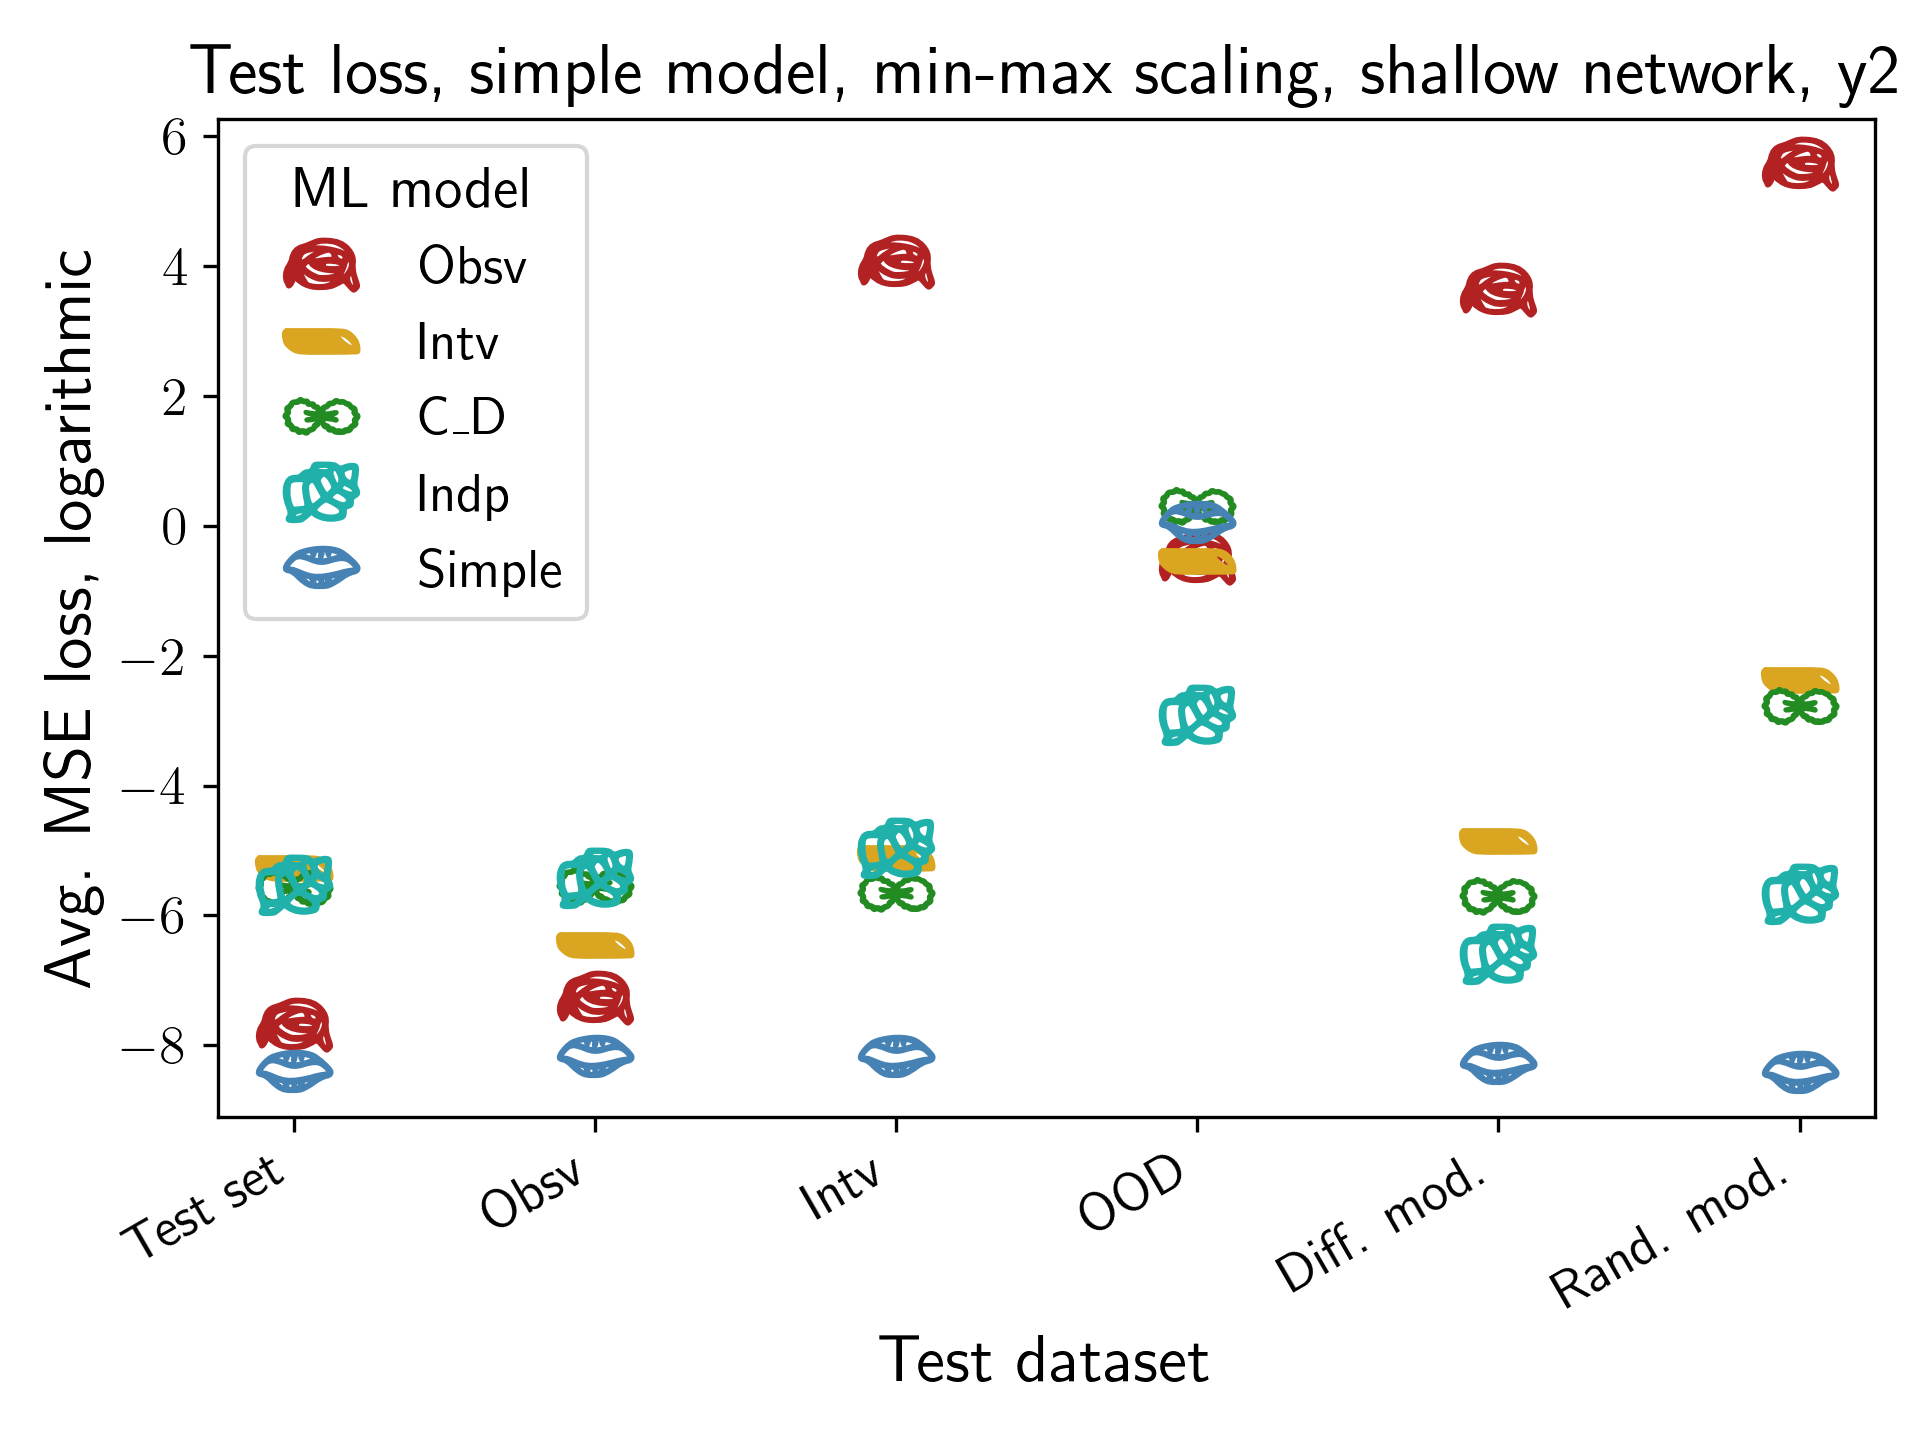 Test loss, simple model, min-max scaling, shallow network, y2
Avg. MSE loss, logarithmic
6
4
2
0
−2
−4
−6
−8
ML model
Obsv
Intv
C_D
Indp
Simple
Test set
Obsv
Intv
OOD
Diff. mod.
Rand. mod.
Test dataset